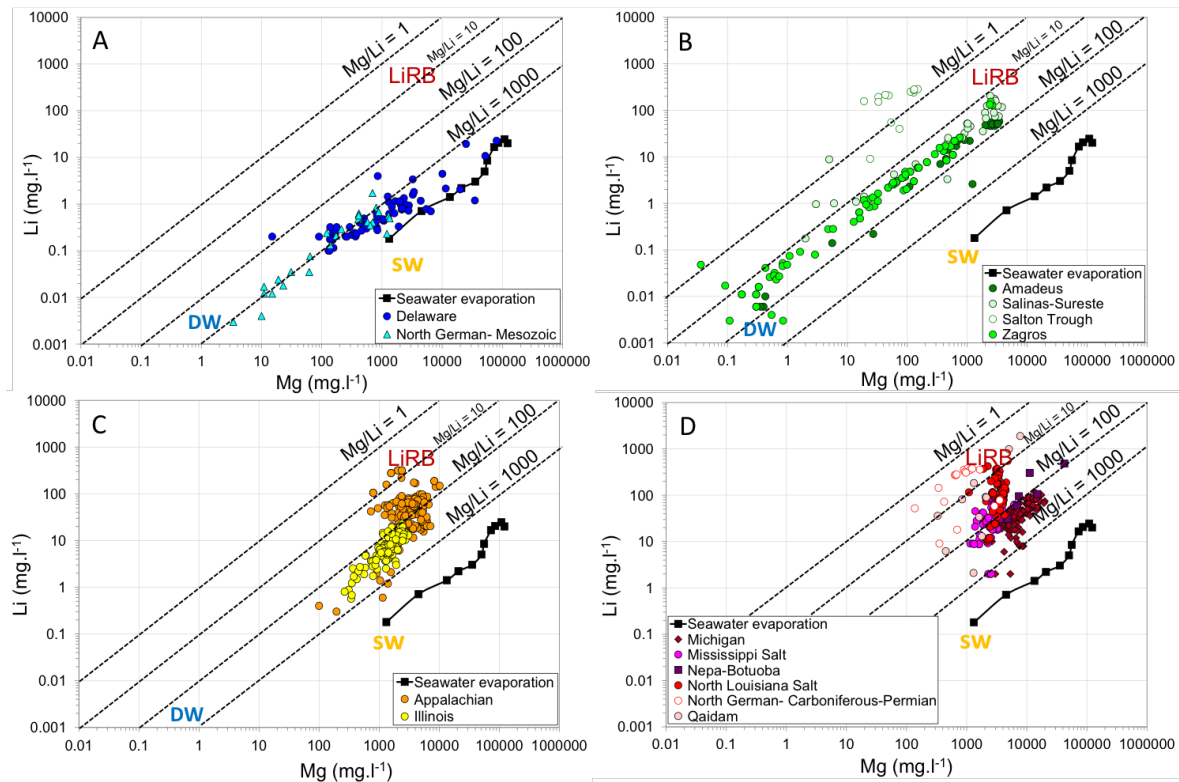 A
10000
1000
100
10
1
0.1
0.01
0.001
Li (mg.l-1)
Mg/Li = 1
Mg/Li = 10
Mg/Li = 100
Mg/Li = 1000
LiRB
SW
DW
Seawater evaporation
Delaware
North German- Mesozoic
0.01 0.1 1 10 100 1000 10000 100000 1000000
Mg (mg.l-1)
B
10000
1000
100
10
1
0.1
0.01
0.001
Li (mg.l-1)
Mg/Li = 1
Mg/Li = 10
Mg/Li = 100
Mg/Li = 1000
LiRB
SW
DW
Seawater evaporation
Amadeus
Salinas-Sureste
Salton Trough
Zagros
0.01 0.1 1 10 100 1000 10000 100000 1000000
Mg (mg.l-1)
C
10000
1000
100
10
1
0.1
0.01
0.001
Li (mg.l-1)
Mg/Li = 1
Mg/Li = 10
Mg/Li = 100
Mg/Li = 1000
LiRB
SW
DW
Seawater evaporation
Appalachian
Illinois
0.01 0.1 1 10 100 1000 10000 100000 1000000
Mg (mg.l-1)
D
10000
1000
100
10
1
0.1
0.01
0.001
Li (mg.l-1)
Mg/Li = 1
Mg/Li = 10
Mg/Li = 100
Mg/Li = 1000
LiRB
SW
Seawater evaporation
Michigan
Mississippi Salt
Nepa-Botuoba
North Louisiana Salt
North German- Carboniferous-Permian
Qaidam
0.01 0.1 1 10 100 1000 10000 100000 1000000
Mg (mg.l-1)